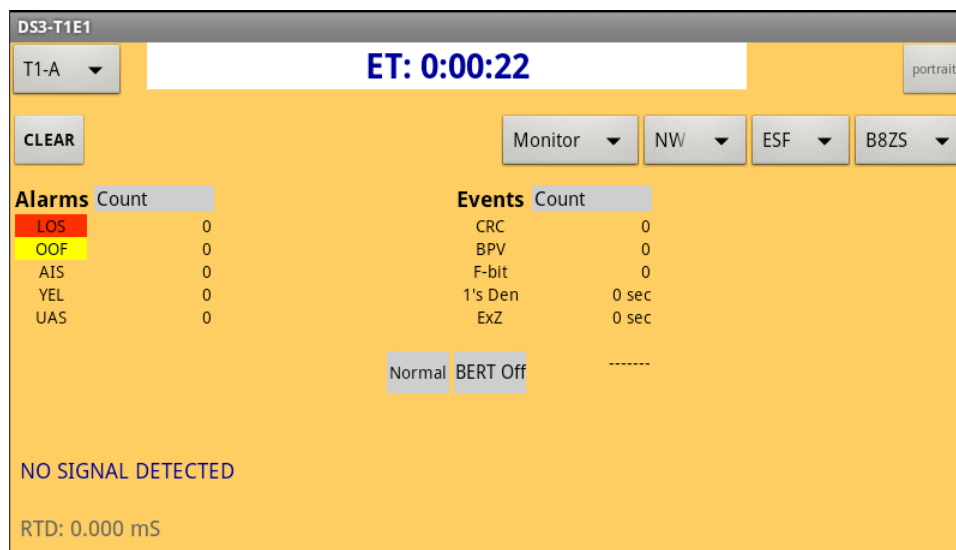 DS3-T1E1
T1-A ET: 0:00:22 portrait
CLEAR Monitor NW ESF B8ZS
Alarms Count Events Count
LOS 0 CRC 0
OOF 0 BPV 0
AIS 0 F-bit 0
YEL 0 1's Den 0 sec
UAS 0 ExZ 0 sec
Normal BERT Off -------
NO SIGNAL DETECTED
RTD: 0.000 mS